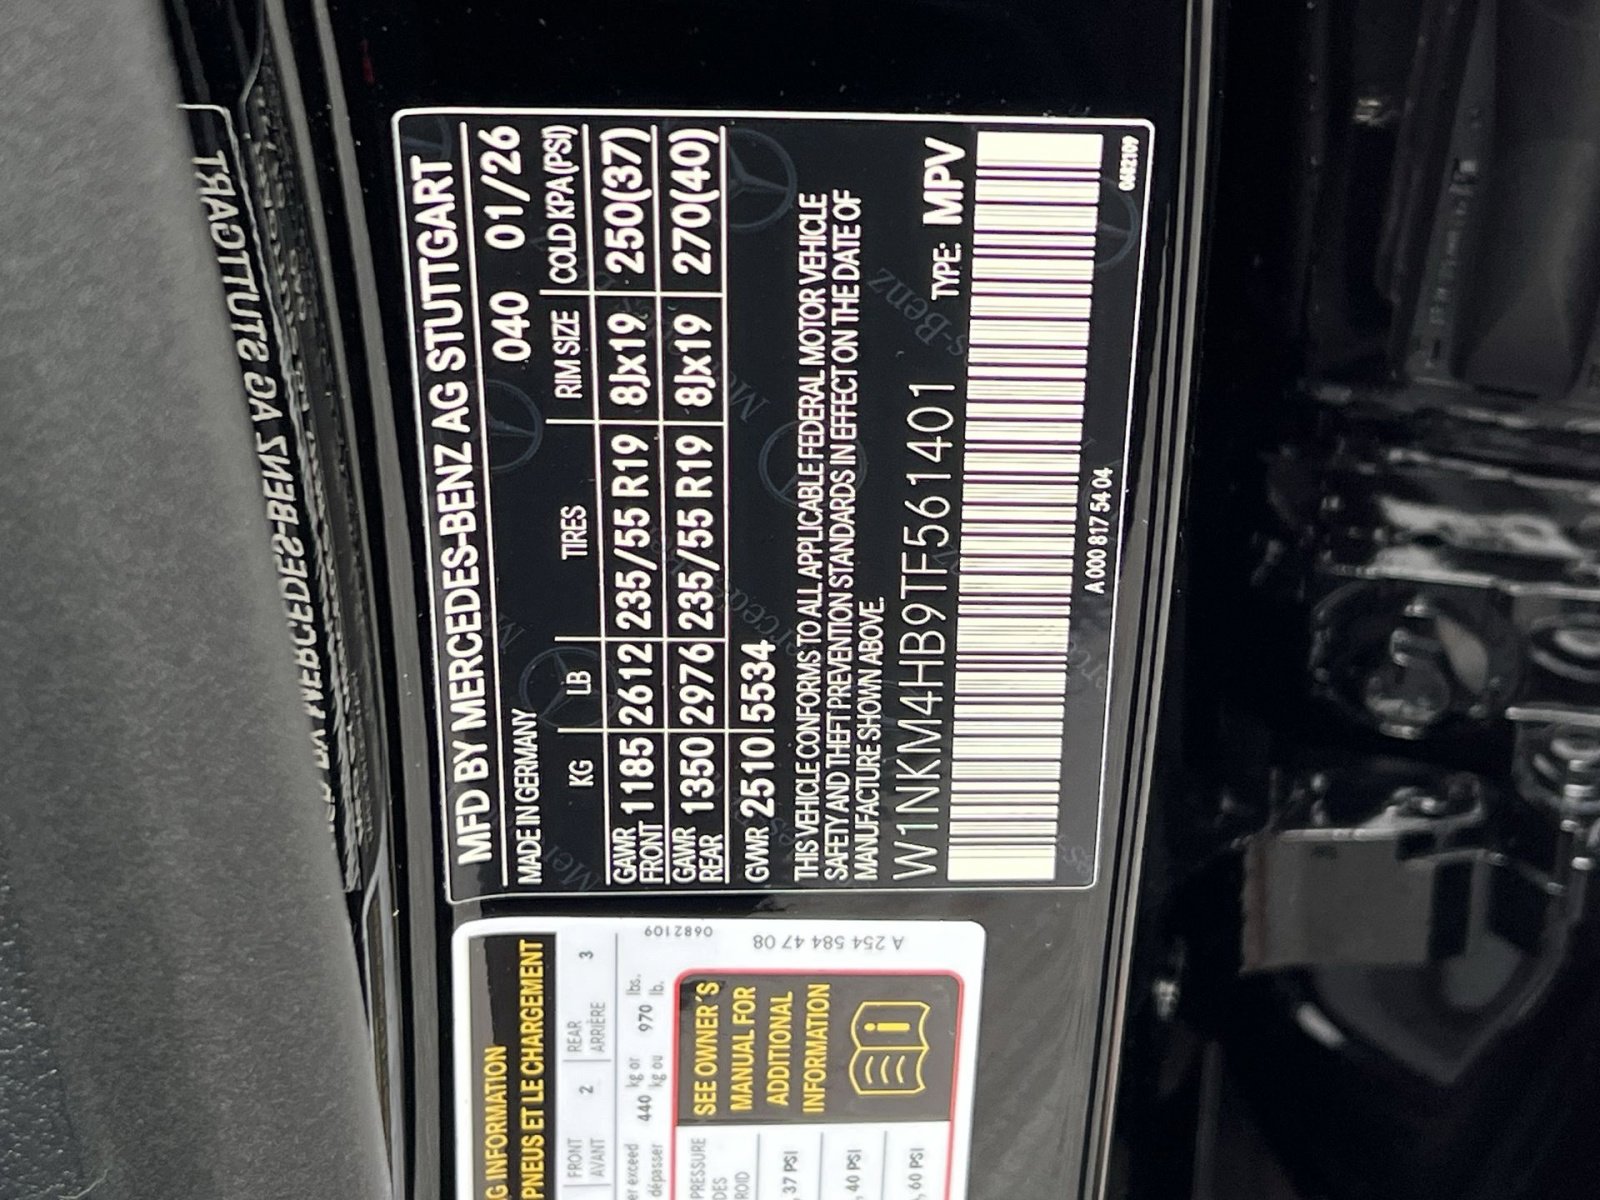 MFD BY MERCEDES-BENZ AG STUTTGART
MADE IN GERMANY 040 01/26
KG LB TIRES RIM SIZE COLD KPA(PSI)
GAWR FRONT 1185 2612 235/55 R19 8Jx19 250(37)
GAWR REAR 1350 2976 235/55 R19 8Jx19 270(40)
GVWR 2510 5534
THIS VEHICLE CONFORMS TO ALL APPLICABLE FEDERAL MOTOR VEHICLE
SAFETY AND THEFT PREVENTION STANDARDS IN EFFECT ON THE DATE OF
MANUFACTURE SHOWN ABOVE.
W1NKM4HB9TF561401 TYPE: MPV
A 000 817 54 04
0682109
INFORMATION
PNEUS ET LE CHARGEMENT
FRONT 2 REAR 3
AVANT ARRIÈRE
exceed 440 kg or 970 lbs.
dépasser kg ou lb.
0682109
A 254 584 47 08
PRESSURE
37 PSI
40 PSI
60 PSI
SEE OWNER'S
MANUAL FOR
ADDITIONAL
INFORMATION